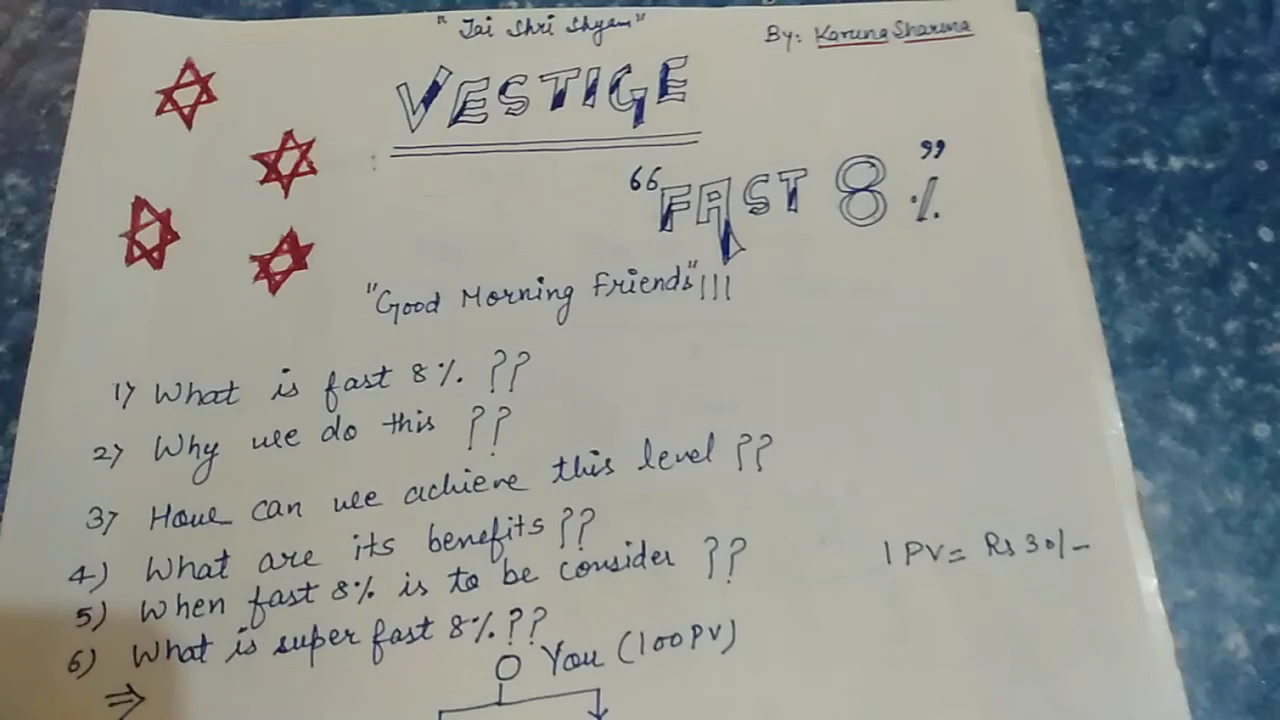 "Jai Shri Shyam"
By: Karuna Sharma
VESTIGE
"FAST 8%"
"Good Morning Friends"!!!
1) What is fast 8%. ??
2) Why we do this ??
3) How can we achieve this level ??
4) What are its benefits ??
5) When fast 8% is to be consider ??
6) What is super fast 8%. ??
1 PV = Rs 30/-
⇒
You (100PV)